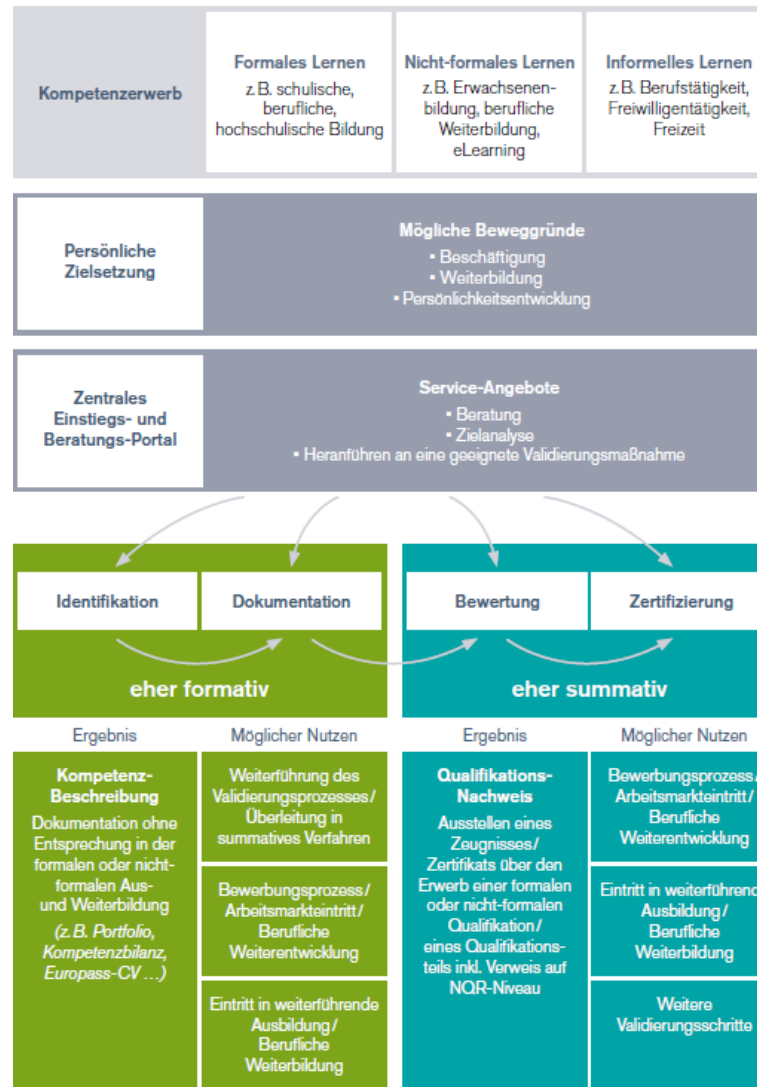 Kompetenzerwerb
Formales Lernen
z. B. schulische,
berufliche,
hochschulische Bildung
Nicht-formales Lernen
z. B. Erwachsenen-
bildung, berufliche
Weiterbildung,
eLearning
Informelles Lernen
z. B. Berufstätigkeit,
Freiwilligentätigkeit,
Freizeit
Persönliche
Zielsetzung
Mögliche Beweggründe
▪ Beschäftigung
▪ Weiterbildung
▪ Persönlichkeitsentwicklung
Zentrales
Einstiegs- und
Beratungs-Portal
Service-Angebote
▪ Beratung
▪ Zielanalyse
▪ Heranführen an eine geeignete Validierungsmaßnahme
Identifikation
Dokumentation
Bewertung
Zertifizierung
eher formativ
eher summativ
Ergebnis
Möglicher Nutzen
Ergebnis
Möglicher Nutzen
Kompetenz-
Beschreibung
Dokumentation ohne
Entsprechung in der
formalen oder nicht-
formalen Aus-
und Weiterbildung
(z. B. Portfolio,
Kompetenzbilanz,
Europass-CV …)
Weiterführung des
Validierungsprozesses /
Überleitung in
summatives Verfahren
Bewerbungsprozess /
Arbeitsmarkteintritt /
Berufliche
Weiterentwicklung
Eintritt in weiterführende
Ausbildung /
Berufliche
Weiterbildung
Qualifikations-
Nachweis
Ausstellen eines
Zeugnisses /
Zertifikats über den
Erwerb einer formalen
oder nicht-formalen
Qualifikation /
eines Qualifikations-
teils inkl. Verweis auf
NQR-Niveau
Bewerbungsprozess /
Arbeitsmarkteintritt /
Berufliche
Weiterentwicklung
Eintritt in weiterführende
Ausbildung /
Berufliche
Weiterbildung
Weitere
Validierungsschritte